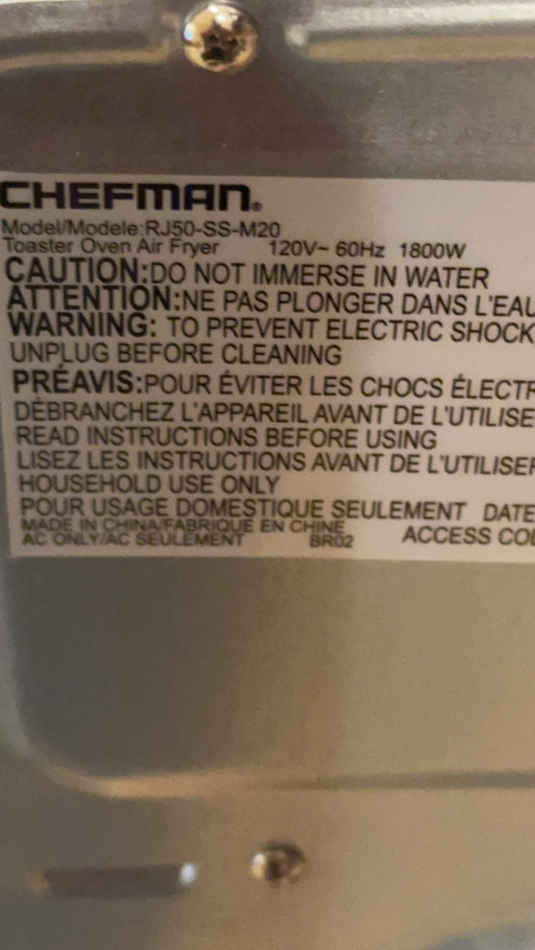 CHEFMAN®
Model/Modele:RJ50-SS-M20
Toaster Oven Air Fryer 120V~ 60Hz 1800W
CAUTION:DO NOT IMMERSE IN WATER
ATTENTION:NE PAS PLONGER DANS L'EAU
WARNING: TO PREVENT ELECTRIC SHOCK
UNPLUG BEFORE CLEANING
PRÉAVIS:POUR ÉVITER LES CHOCS ÉLECTR
DÉBRANCHEZ L'APPAREIL AVANT DE L'UTILISE
READ INSTRUCTIONS BEFORE USING
LISEZ LES INSTRUCTIONS AVANT DE L'UTILISER
HOUSEHOLD USE ONLY
POUR USAGE DOMESTIQUE SEULEMENT DATE
MADE IN CHINA/FABRIQUE EN CHINE
AC ONLY/AC SEULEMENT BR02 ACCESS COD